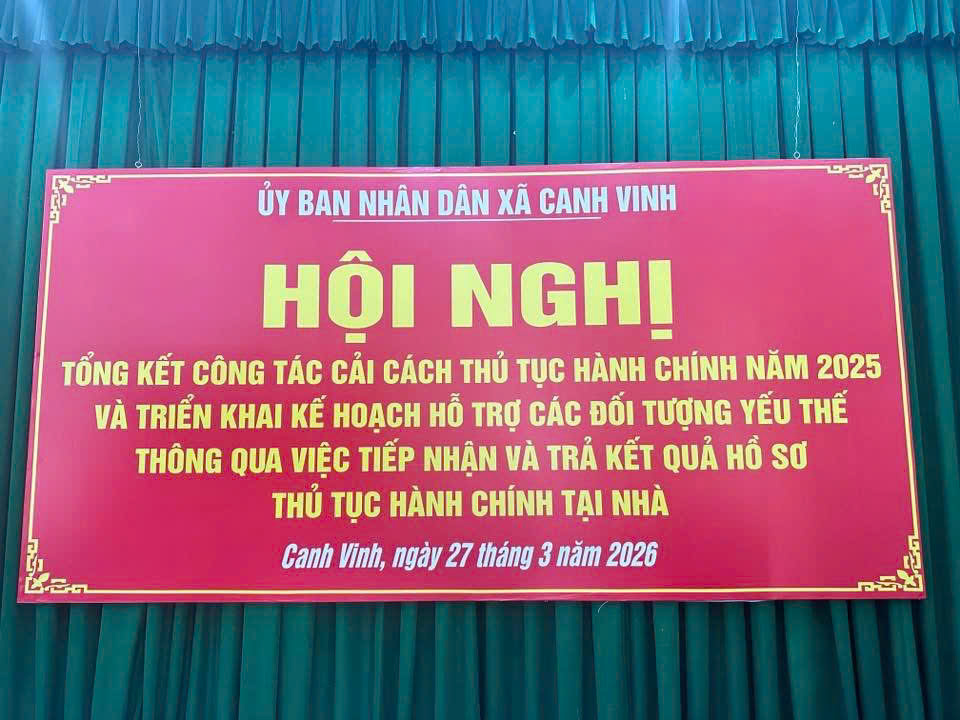 ỦY BAN NHÂN DÂN XÃ CANH VINH
HỘI NGHỊ
TỔNG KẾT CÔNG TÁC CẢI CÁCH THỦ TỤC HÀNH CHÍNH NĂM 2025
VÀ TRIỂN KHAI KẾ HOẠCH HỖ TRỢ CÁC ĐỐI TƯỢNG YẾU THẾ
THÔNG QUA VIỆC TIẾP NHẬN VÀ TRẢ KẾT QUẢ HỒ SƠ
THỦ TỤC HÀNH CHÍNH TẠI NHÀ
Canh Vinh, ngày 27 tháng 3 năm 2026